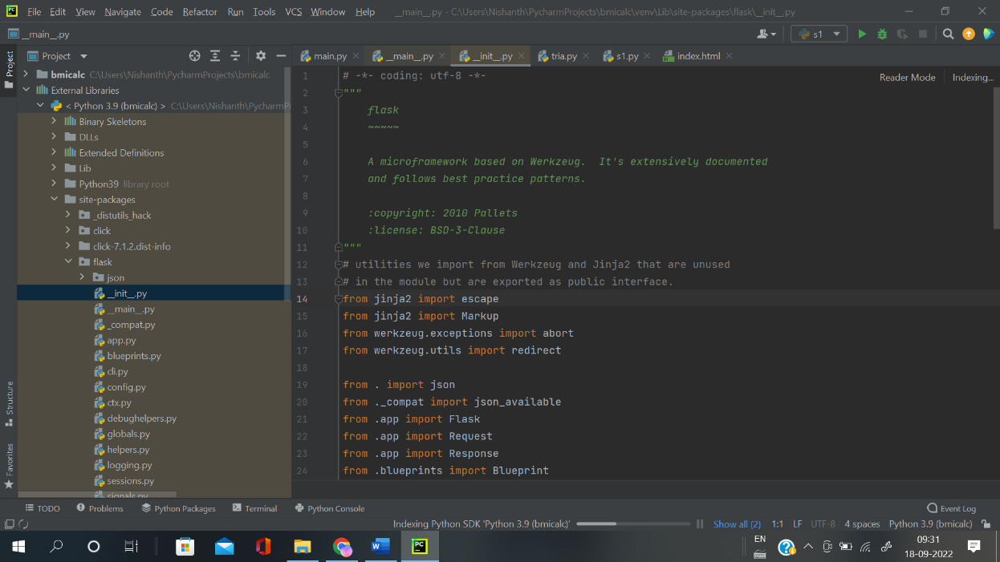 PC File Edit View Navigate Code Refactor Run Tools VCS Window Help __main__.py - C:\Users\Nishanth\PycharmProjects\bmicalc\venv\Lib\site-packages\flask\__init__.py
__main__.py s1
Project Project main.py __main__.py __init__.py tria.py s1.py index.html
Reader Mode Indexing...
bmicalc C:\Users\Nishanth\PycharmProjects\bmicalc
External Libraries
< Python 3.9 (bmicalc) > C:\Users\Nishanth\PycharmP
Binary Skeletons
DLLs
Extended Definitions
Lib
Python39 library root
site-packages
_distutils_hack
click
click-7.1.2.dist-info
flask
json
__init__.py
__main__.py
_compat.py
app.py
blueprints.py
cli.py
config.py
ctx.py
debughelpers.py
globals.py
helpers.py
logging.py
sessions.py
signals.py
Structure
Favorites
1 # -*- coding: utf-8 -*-
2 """
3 flask
4 ~~~~~
5
6 A microframework based on Werkzeug.  It's extensively documented
7 and follows best practice patterns.
8
9 :copyright: 2010 Pallets
10 :license: BSD-3-Clause
11 """
12 # utilities we import from Werkzeug and Jinja2 that are unused
13 # in the module but are exported as public interface.
14 from jinja2 import escape
15 from jinja2 import Markup
16 from werkzeug.exceptions import abort
17 from werkzeug.utils import redirect
18
19 from . import json
20 from ._compat import json_available
21 from .app import Flask
22 from .app import Request
23 from .app import Response
24 from .blueprints import Blueprint
TODO Problems Python Packages Terminal Python Console Event Log
Indexing Python SDK 'Python 3.9 (bmicalc)' Show all (2) 1:1 LF UTF-8 4 spaces Python 3.9 (bmicalc)
W PC EN 09:31
18-09-2022